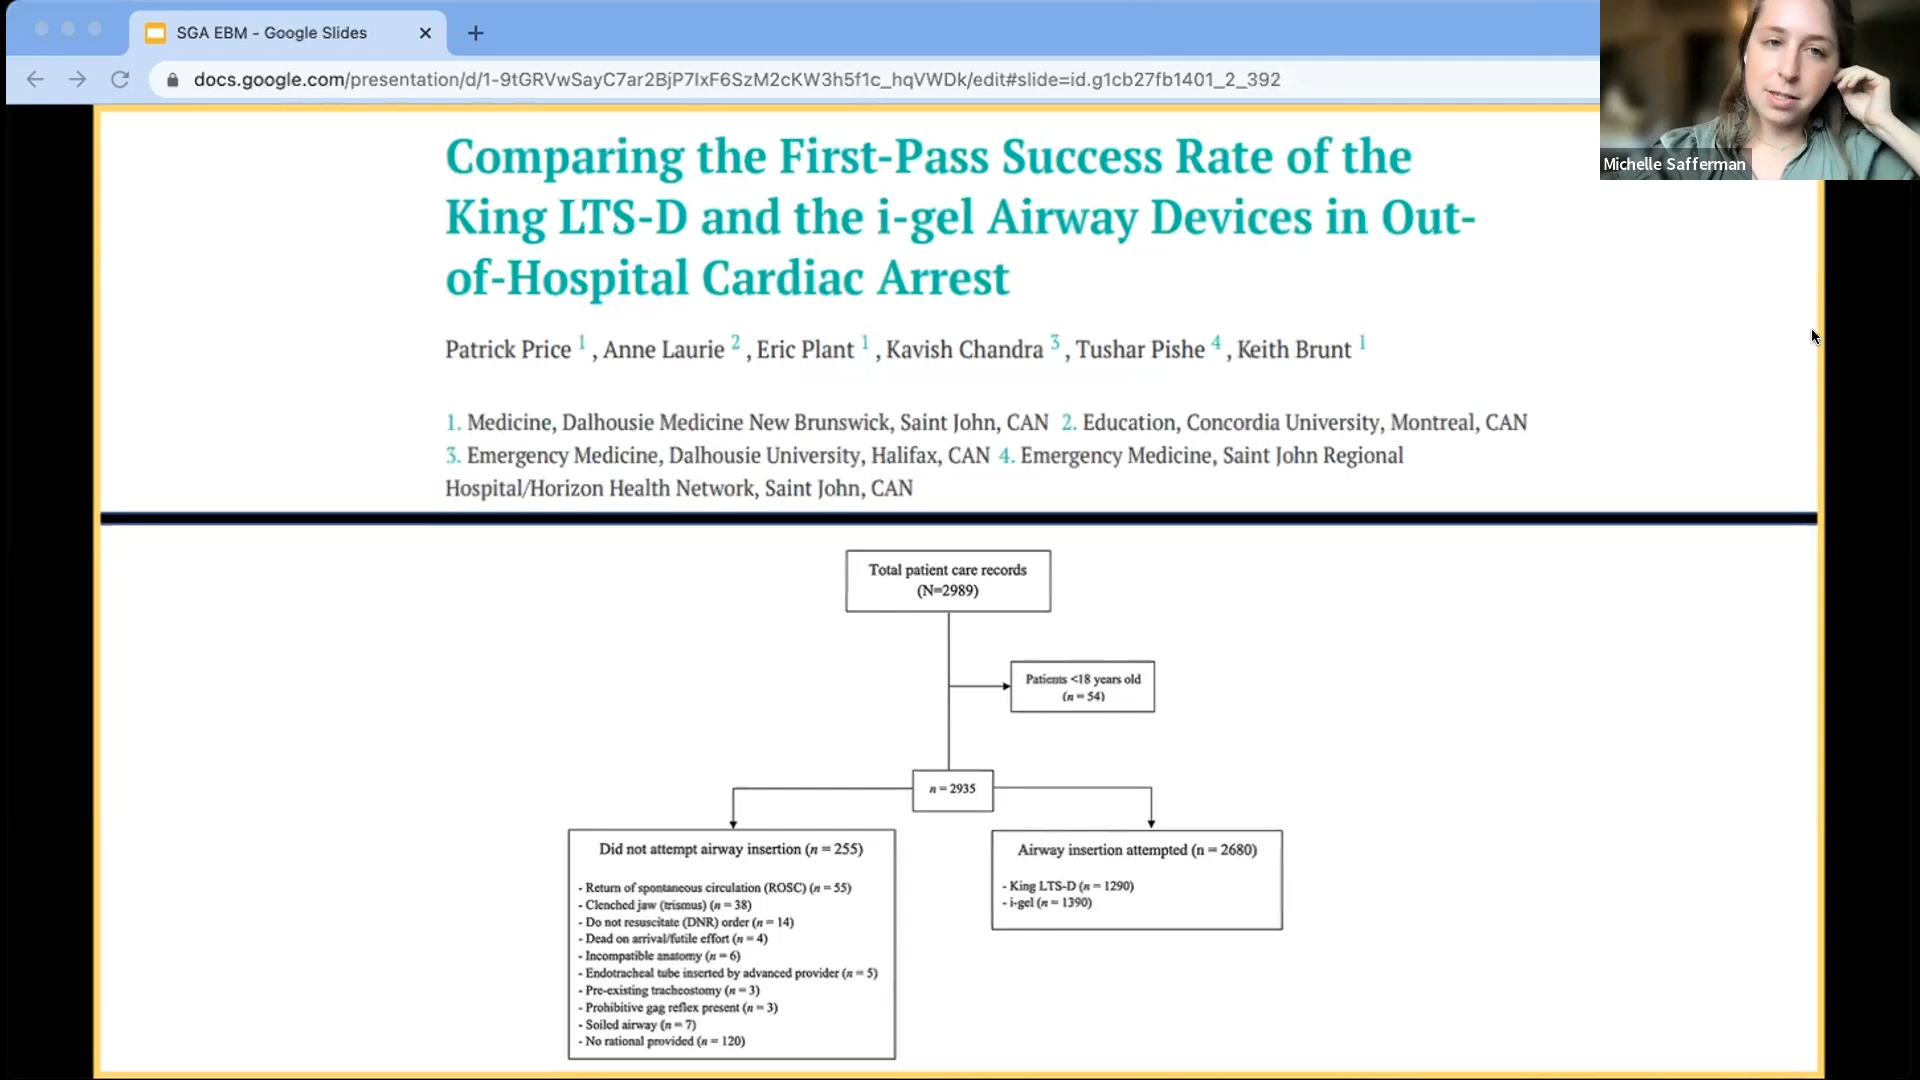 SGA EBM - Google Slides
docs.google.com/presentation/d/1-9tGRVwSayC7ar2BjP7IxF6SzM2cKW3h5f1c_hqVWDk/edit#slide=id.g1cb27fb1401_2_392
Michelle Safferman
Comparing the First-Pass Success Rate of the
King LTS-D and the i-gel Airway Devices in Out-
of-Hospital Cardiac Arrest
Patrick Price 1 , Anne Laurie 2 , Eric Plant 1 , Kavish Chandra 3 , Tushar Pishe 4 , Keith Brunt 1
1. Medicine, Dalhousie Medicine New Brunswick, Saint John, CAN 2. Education, Concordia University, Montreal, CAN
3. Emergency Medicine, Dalhousie University, Halifax, CAN 4. Emergency Medicine, Saint John Regional
Hospital/Horizon Health Network, Saint John, CAN
Total patient care records
(N=2989)
Patients <18 years old
(n = 54)
n = 2935
Did not attempt airway insertion (n = 255)
- Return of spontaneous circulation (ROSC) (n = 55)
- Clenched jaw (trismus) (n = 38)
- Do not resuscitate (DNR) order (n = 14)
- Dead on arrival/futile effort (n = 4)
- Incompatible anatomy (n = 6)
- Endotracheal tube inserted by advanced provider (n = 5)
- Pre-existing tracheostomy (n = 3)
- Prohibitive gag reflex present (n = 3)
- Soiled airway (n = 7)
- No rational provided (n = 120)
Airway insertion attempted (n = 2680)
- King LTS-D (n = 1290)
- i-gel (n = 1390)